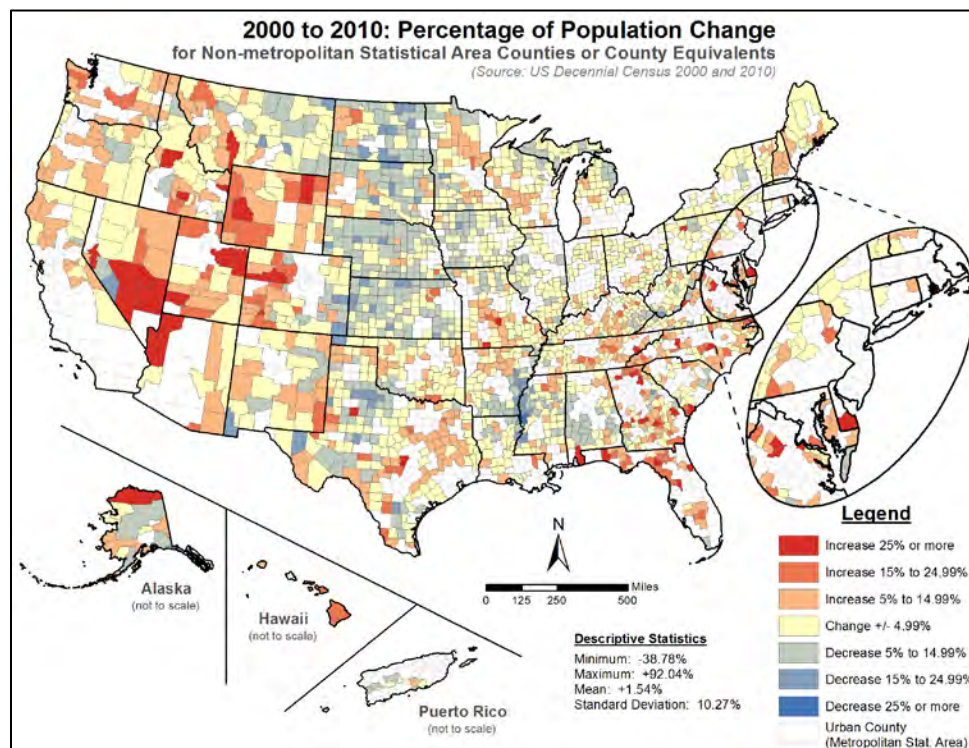 2000 to 2010: Percentage of Population Change
for Non-metropolitan Statistical Area Counties or County Equivalents
(Source: US Decennial Census 2000 and 2010)
Alaska
(not to scale)
Hawaii
(not to scale)
Puerto Rico
(not to scale)
N
Miles
0 125 250 500
Descriptive Statistics
Minimum: -38.78%
Maximum: +92.04%
Mean: +1.54%
Standard Deviation: 10.27%
Legend
Increase 25% or more
Increase 15% to 24.99%
Increase 5% to 14.99%
Change +/- 4.99%
Decrease 5% to 14.99%
Decrease 15% to 24.99%
Decrease 25% or more
Urban County
(Metropolitan Stat. Area)